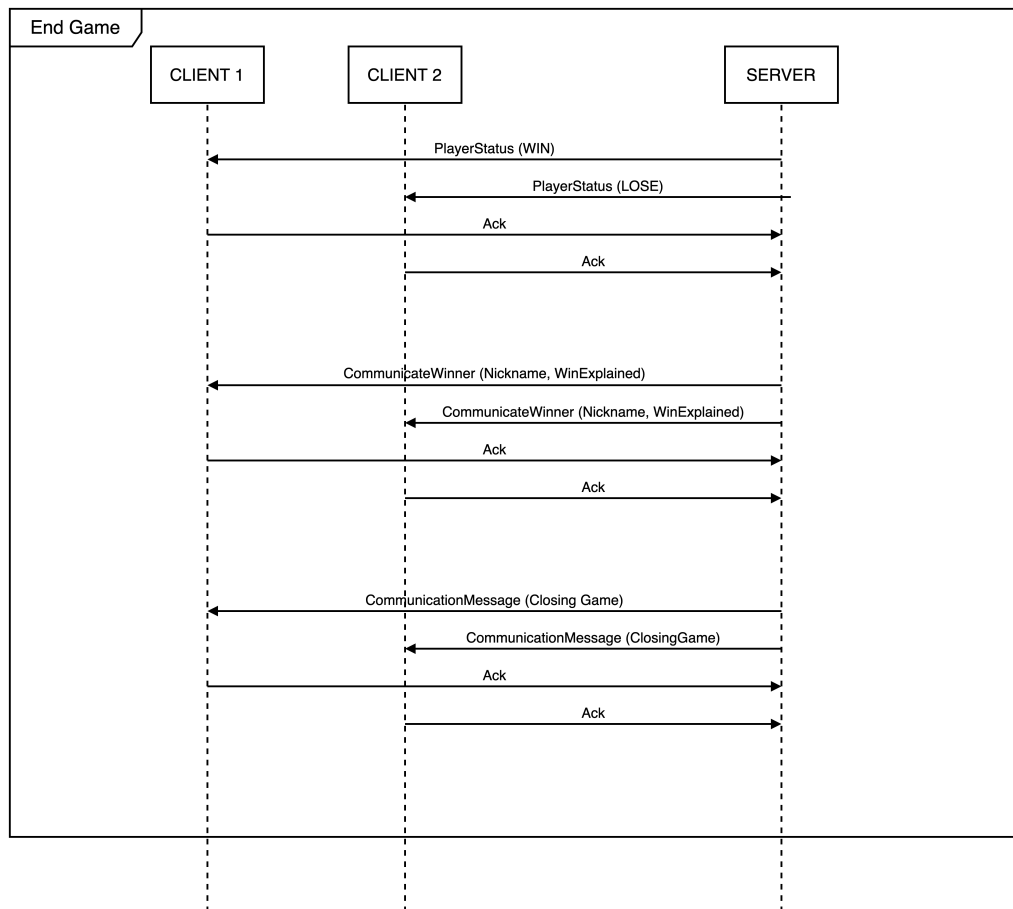 End Game
CLIENT 1
CLIENT 2
SERVER
PlayerStatus (WIN)
PlayerStatus (LOSE)
Ack
Ack
CommunicateWinner (Nickname, WinExplained)
CommunicateWinner (Nickname, WinExplained)
Ack
Ack
CommunicationMessage (Closing Game)
CommunicationMessage (ClosingGame)
Ack
Ack